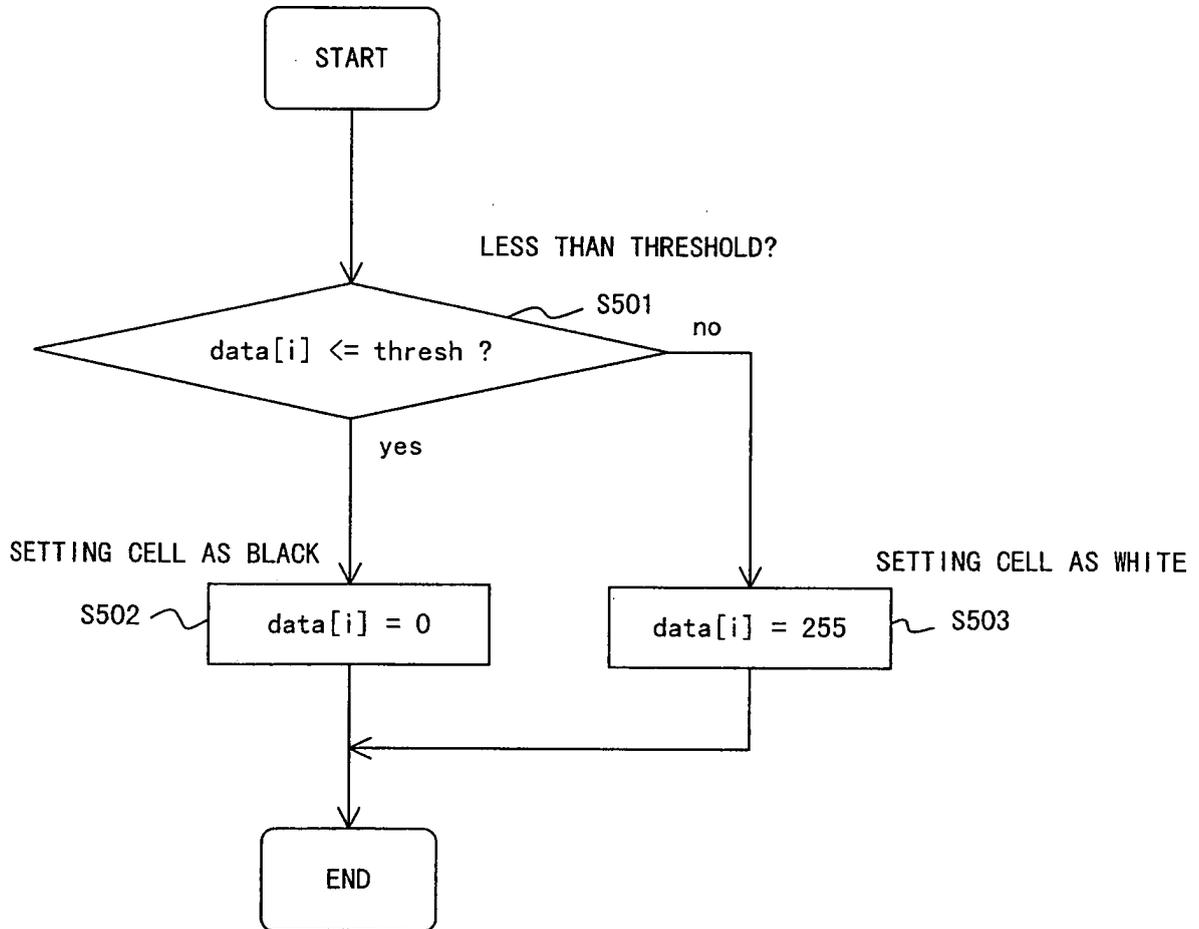 START
LESS THAN THRESHOLD?
S501
no
data[i] <= thresh ?
yes
SETTING CELL AS BLACK
SETTING CELL AS WHITE
S502
data[i] = 0
data[i] = 255
S503
END